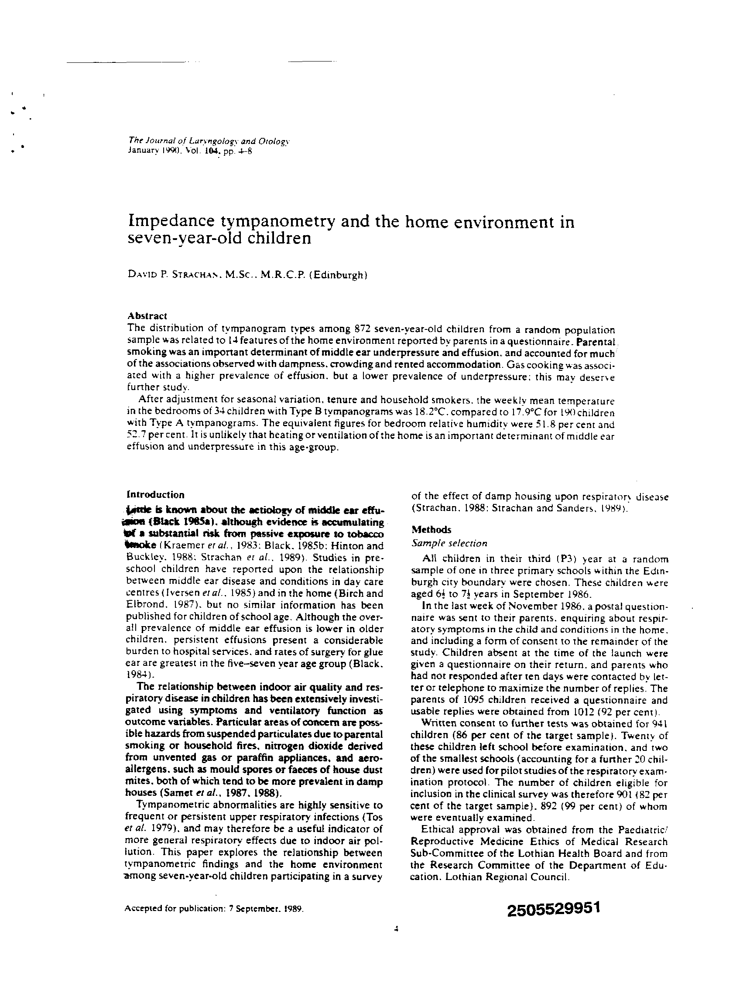 The Journal of Laryngology and Otology
January 1990, Vol. 104, pp. 4–8
Impedance tympanometry and the home environment in
seven-year-old children
DAVID P. STRACHAN, M.SC., M.R.C.P. (Edinburgh)
Abstract
The distribution of tympanogram types among 872 seven-year-old children from a random population
sample was related to 14 features of the home environment reported by parents in a questionnaire. Parental
smoking was an important determinant of middle ear underpressure and effusion, and accounted for much
of the associations observed with dampness, crowding and rented accommodation. Gas cooking was associ-
ated with a higher prevalence of effusion, but a lower prevalence of underpressure; this may deserve
further study.
After adjustment for seasonal variation, tenure and household smokers, the weekly mean temperature
in the bedrooms of 34 children with Type B tympanograms was 18.2°C, compared to 17.9°C for 190 children
with Type A tympanograms. The equivalent figures for bedroom relative humidity were 51.8 per cent and
52.7 per cent. It is unlikely that heating or ventilation of the home is an important determinant of middle ear
effusion and underpressure in this age-group.
Introduction
Little is known about the aetiology of middle ear effu-
sion (Black 1985a), although evidence is accumulating
of a substantial risk from passive exposure to tobacco
smoke (Kraemer et al., 1983; Black, 1985b; Hinton and
Buckley, 1988; Strachan et al., 1989). Studies in pre-
school children have reported upon the relationship
between middle ear disease and conditions in day care
centres (Iversen et al., 1985) and in the home (Birch and
Elbrond, 1987), but no similar information has been
published for children of school age. Although the over-
all prevalence of middle ear effusion is lower in older
children, persistent effusions present a considerable
burden to hospital services, and rates of surgery for glue
ear are greatest in the five–seven year age group (Black,
1984).
The relationship between indoor air quality and res-
piratory disease in children has been extensively investi-
gated using symptoms and ventilatory function as
outcome variables. Particular areas of concern are poss-
ible hazards from suspended particulates due to parental
smoking or household fires, nitrogen dioxide derived
from unvented gas or paraffin appliances, and aero-
allergens, such as mould spores or faeces of house dust
mites, both of which tend to be more prevalent in damp
houses (Samet et al., 1987, 1988).
Tympanometric abnormalities are highly sensitive to
frequent or persistent upper respiratory infections (Tos
et al. 1979), and may therefore be a useful indicator of
more general respiratory effects due to indoor air pol-
lution. This paper explores the relationship between
tympanometric findings and the home environment
among seven-year-old children participating in a survey
of the effect of damp housing upon respiratory disease
(Strachan, 1988; Strachan and Sanders, 1989).
Methods
Sample selection
All children in their third (P3) year at a random
sample of one in three primary schools within the Edin-
burgh city boundary were chosen. These children were
aged 6½ to 7½ years in September 1986.
In the last week of November 1986, a postal question-
naire was sent to their parents, enquiring about respir-
atory symptoms in the child and conditions in the home,
and including a form of consent to the remainder of the
study. Children absent at the time of the launch were
given a questionnaire on their return, and parents who
had not responded after ten days were contacted by let-
ter or telephone to maximize the number of replies. The
parents of 1095 children received a questionnaire and
usable replies were obtained from 1012 (92 per cent).
Written consent to further tests was obtained for 941
children (86 per cent of the target sample). Twenty of
these children left school before examination, and two
of the smallest schools (accounting for a further 20 chil-
dren) were used for pilot studies of the respiratory exam-
ination protocol. The number of children eligible for
inclusion in the clinical survey was therefore 901 (82 per
cent of the target sample), 892 (99 per cent) of whom
were eventually examined.
Ethical approval was obtained from the Paediatric/
Reproductive Medicine Ethics of Medical Research
Sub-Committee of the Lothian Health Board and from
the Research Committee of the Department of Edu-
cation, Lothian Regional Council.
Accepted for publication: 7 September, 1989.
2505529951
4